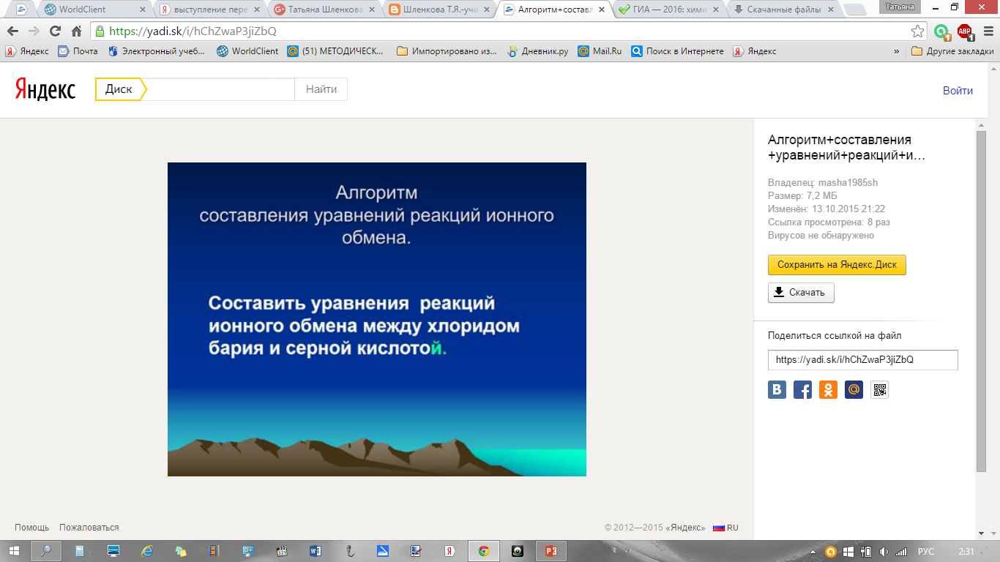 WorldClient
выступление пере
Татьяна Шленкова
Шленкова Т.Я.-учи
Алгоритм+составл
ГИА — 2016: хими
Скачанные файлы
Татьяна
https://yadi.sk/i/hChZwaP3jiZbQ
1
ABP
1
Яндекс
Почта
Электронный учеб...
WorldClient
(51) МЕТОДИЧЕСК...
Импортировано из...
Дневник.ру
Mail.Ru
Поиск в Интернете
Яндекс
»
Другие закладки
Яндекс
Диск
Найти
Войти
Алгоритм
составления уравнений реакций ионного
обмена.
Составить уравнения реакций
ионного обмена между хлоридом
бария и серной кислотой.
Алгоритм+составления
+уравнений+реакций+и...
Владелец: masha1985sh
Размер: 7,2 МБ
Изменён: 13.10.2015 21:22
Ссылка просмотрена: 8 раз
Вирусов не обнаружено
Сохранить на Яндекс.Диск
Скачать
Поделиться ссылкой на файл
https://yadi.sk/i/hChZwaP3jiZbQ
Помощь
Пожаловаться
© 2012—2015 «Яндекс»
RU
РУС
2:31